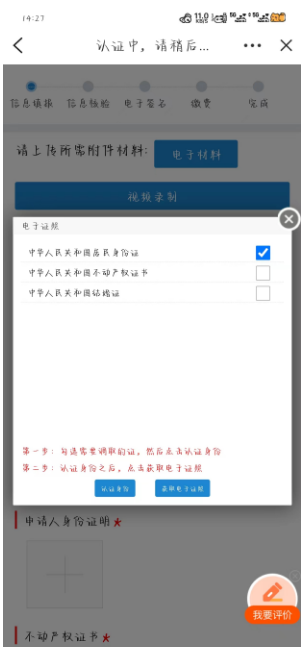 14:27
认证中，请稍后...
信息填报 信息核验 电子签名 缴费 完成
请上传所需附件材料:
电子材料
视频录制
电子证照
中华人民共和国居民身份证
中华人民共和国不动产权证书
中华人民共和国结婚证
第一步：勾选需要调取的证，然后点击认证身份
第二步：认证身份之后，点击获取电子证照
认证身份 获取电子证照
申请人身份证明★
我要评价
不动产权证书★